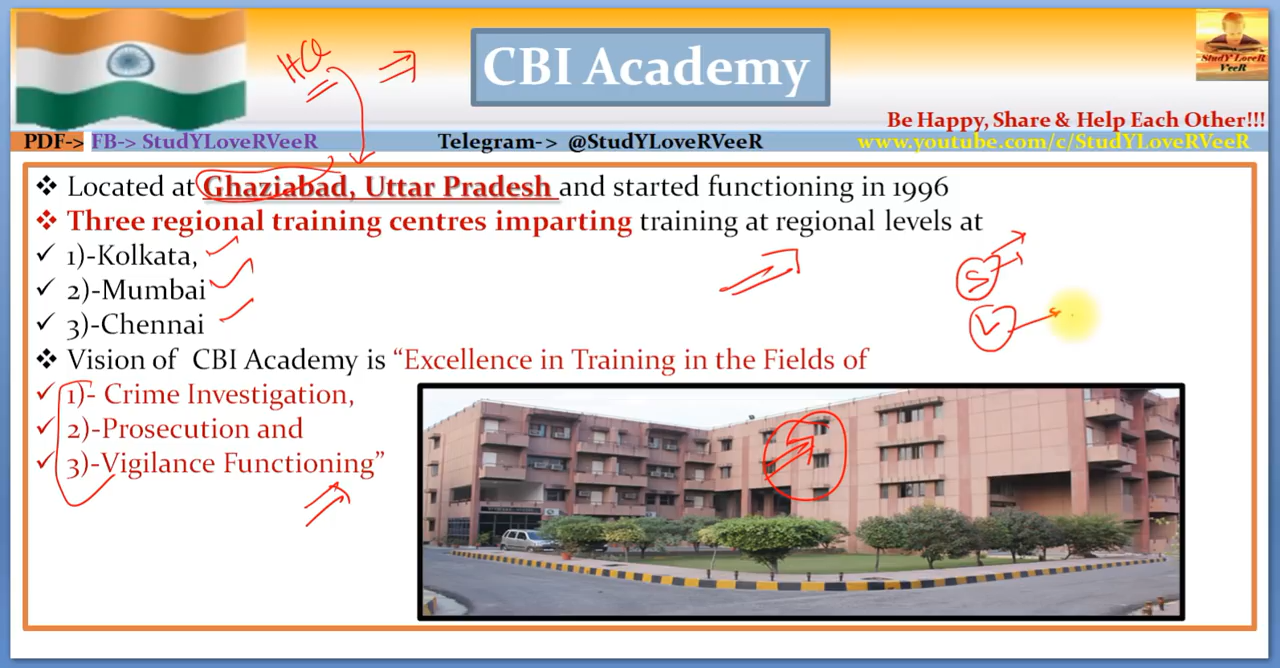 CBI Academy
StudY LoveR
VeeR
HQ
Be Happy, Share & Help Each Other!!!
PDF-> FB-> StudYLoveRVeeR Telegram-> @StudYLoveRVeeR www.youtube.com/c/StudYLoveRVeeR
❖ Located at Ghaziabad, Uttar Pradesh and started functioning in 1996
❖ Three regional training centres imparting training at regional levels at
✓ 1)-Kolkata,
✓ 2)-Mumbai
✓ 3)-Chennai
S
L
❖ Vision of CBI Academy is “Excellence in Training in the Fields of
✓ 1)- Crime Investigation,
✓ 2)-Prosecution and
✓ 3)-Vigilance Functioning”